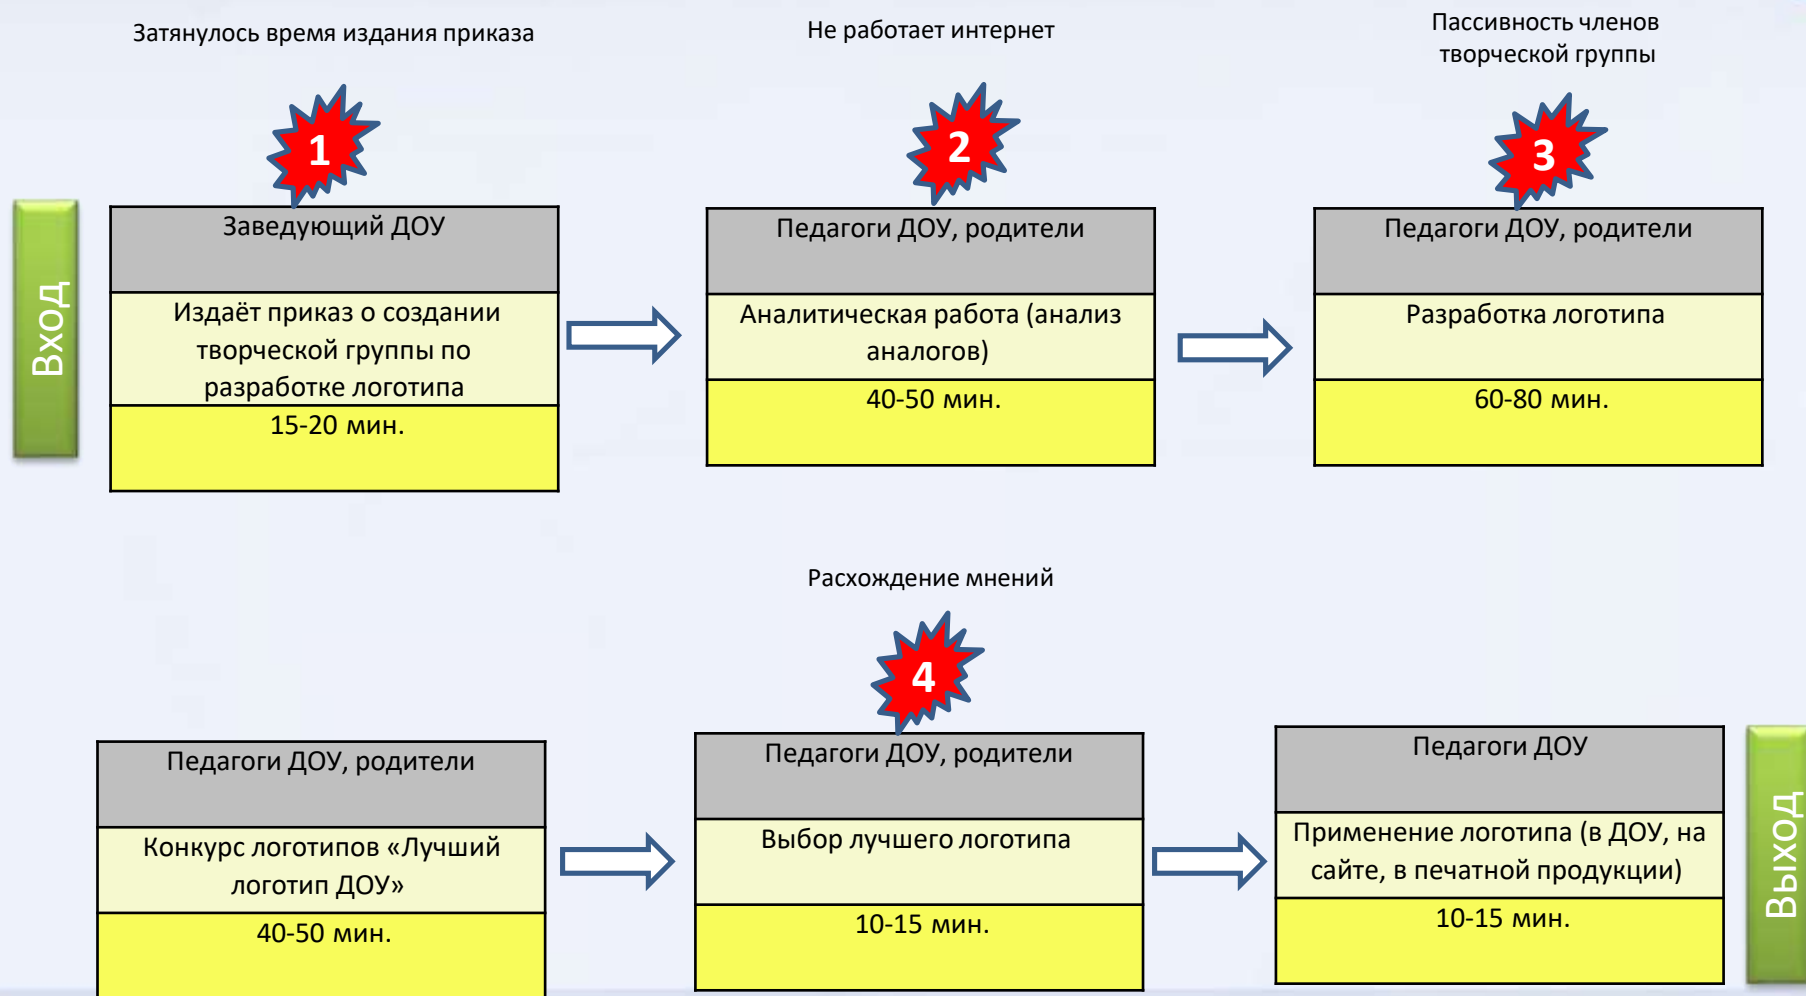 Затянулось время издания приказа
Не работает интернет
Пассивность членов
творческой группы
1
2
3
Вход
Заведующий ДОУ
Издаёт приказ о создании
творческой группы по
разработке логотипа
15-20 мин.
Педагоги ДОУ, родители
Аналитическая работа (анализ
аналогов)
40-50 мин.
Педагоги ДОУ, родители
Разработка логотипа
60-80 мин.
Расхождение мнений
4
Педагоги ДОУ, родители
Конкурс логотипов «Лучший
логотип ДОУ»
40-50 мин.
Педагоги ДОУ, родители
Выбор лучшего логотипа
10-15 мин.
Педагоги ДОУ
Применение логотипа (в ДОУ, на
сайте, в печатной продукции)
10-15 мин.
Выход